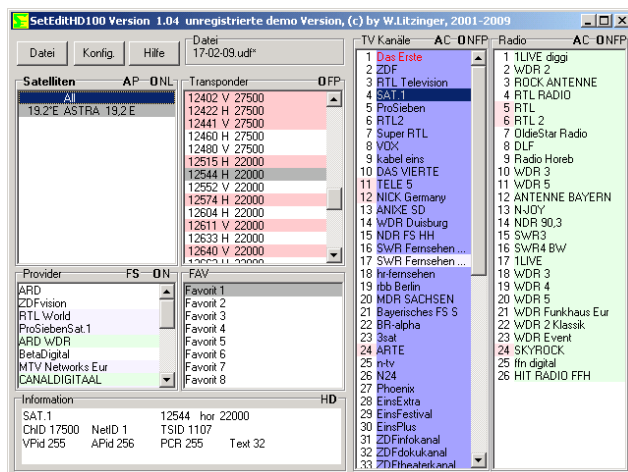 SetEditHD100 Version 1.04 unregistrierte demo Version, (c) by W.Litzinger, 2001-2009
Datei
Konfig.
Hilfe
Datei
17-02-09.udf*
Satelliten AP ONL
All
19.2°E ASTRA 19,2 E
Transponder OFP
12402 V 27500
12422 H 27500
12441 V 27500
12460 H 27500
12480 V 27500
12515 H 22000
12544 H 22000
12552 V 22000
12574 H 22000
12604 H 22000
12611 V 22000
12633 H 22000
12640 V 22000
12663 H 22000
Provider FS ON
ARD
ZDFvision
RTL World
ProSiebenSat.1
ARD WDR
BetaDigital
MTV Networks Eur
CANALDIGITAAL
FAV
Favorit 1
Favorit 2
Favorit 3
Favorit 4
Favorit 5
Favorit 6
Favorit 7
Favorit 8
Information HD-
SAT.1 12544 hor 22000
ChID 17500 NetID 1 TSID 1107
VPid 255 APid 256 PCR 255 Text 32
TV Kanäle AC ONFP
1 Das Erste
2 ZDF
3 RTL Television
4 SAT.1
5 ProSieben
6 RTL2
7 Super RTL
8 VOX
9 kabel eins
10 DAS VIERTE
11 TELE 5
12 NICK Germany
13 ANIXE SD
14 WDR Duisburg
15 NDR FS HH
16 SWR Fernsehen ...
17 SWR Fernsehen ...
18 hr-fernsehen
19 rbb Berlin
20 MDR SACHSEN
21 Bayerisches FS S
22 BR-alpha
23 3sat
24 ARTE
25 n-tv
26 N24
27 Phoenix
28 EinsExtra
29 EinsFestival
30 EinsPlus
31 ZDFinfokanal
32 ZDFdokukanal
33 ZDFtheaterkanal
Radio AC ONFP
1 1LIVE diggi
2 WDR 2
3 ROCK ANTENNE
4 RTL RADIO
5 RTL
6 RTL 2
7 OldieStar Radio
8 DLF
9 Radio Horeb
10 WDR 3
11 WDR 5
12 ANTENNE BAYERN
13 N-JOY
14 NDR 90,3
15 SWR3
16 SWR4 BW
17 1LIVE
18 WDR 3
19 WDR 4
20 WDR 5
21 WDR Funkhaus Eur
22 WDR 2 Klassik
23 WDR Event
24 SKYROCK
25 ffn digital
26 HIT RADIO FFH